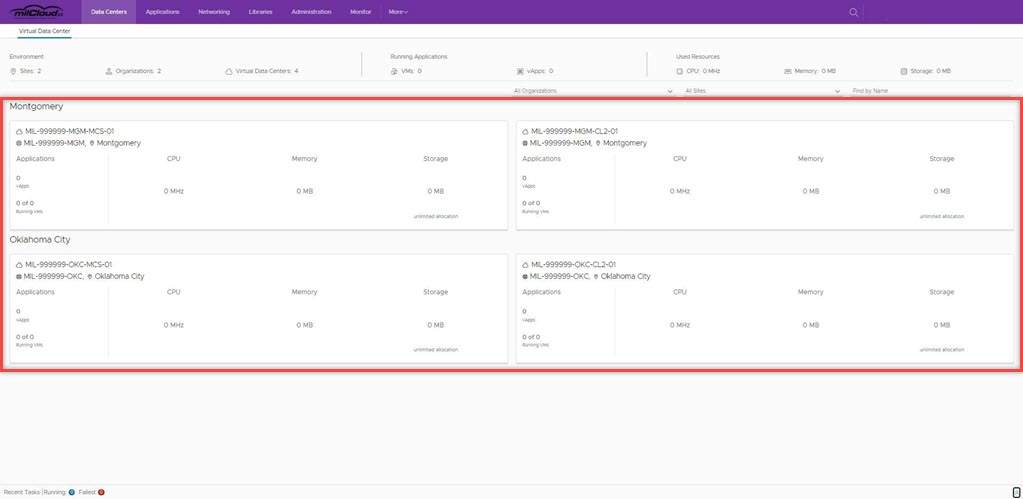 milCloud Data Centers Applications Networking Libraries Administration Monitor More
Virtual Data Center
Environment Running Applications Used Resources
Sites: 2 Organizations: 2 Virtual Data Centers: 4 VMs: 0 vApps: 0 CPU: 0 MHz Memory: 0 MB Storage: 0 MB
All Organizations All Sites Find by Name
Montgomery
MIL-999999-MGM-MCS-01
MIL-999999-MGM, Montgomery
Applications CPU Memory Storage
0
vApps
0 MHz 0 MB 0 MB
0 of 0
Running VMs
unlimited allocation
MIL-999999-MGM-CL2-01
MIL-999999-MGM, Montgomery
Applications CPU Memory Storage
0
vApps
0 MHz 0 MB 0 MB
0 of 0
Running VMs
unlimited allocation
Oklahoma City
MIL-999999-OKC-MCS-01
MIL-999999-OKC, Oklahoma City
Applications CPU Memory Storage
0
vApps
0 MHz 0 MB 0 MB
0 of 0
Running VMs
unlimited allocation
MIL-999999-OKC-CL2-01
MIL-999999-OKC, Oklahoma City
Applications CPU Memory Storage
0
vApps
0 MHz 0 MB 0 MB
0 of 0
Running VMs
unlimited allocation
Recent Tasks Running: 0 Failed: 0